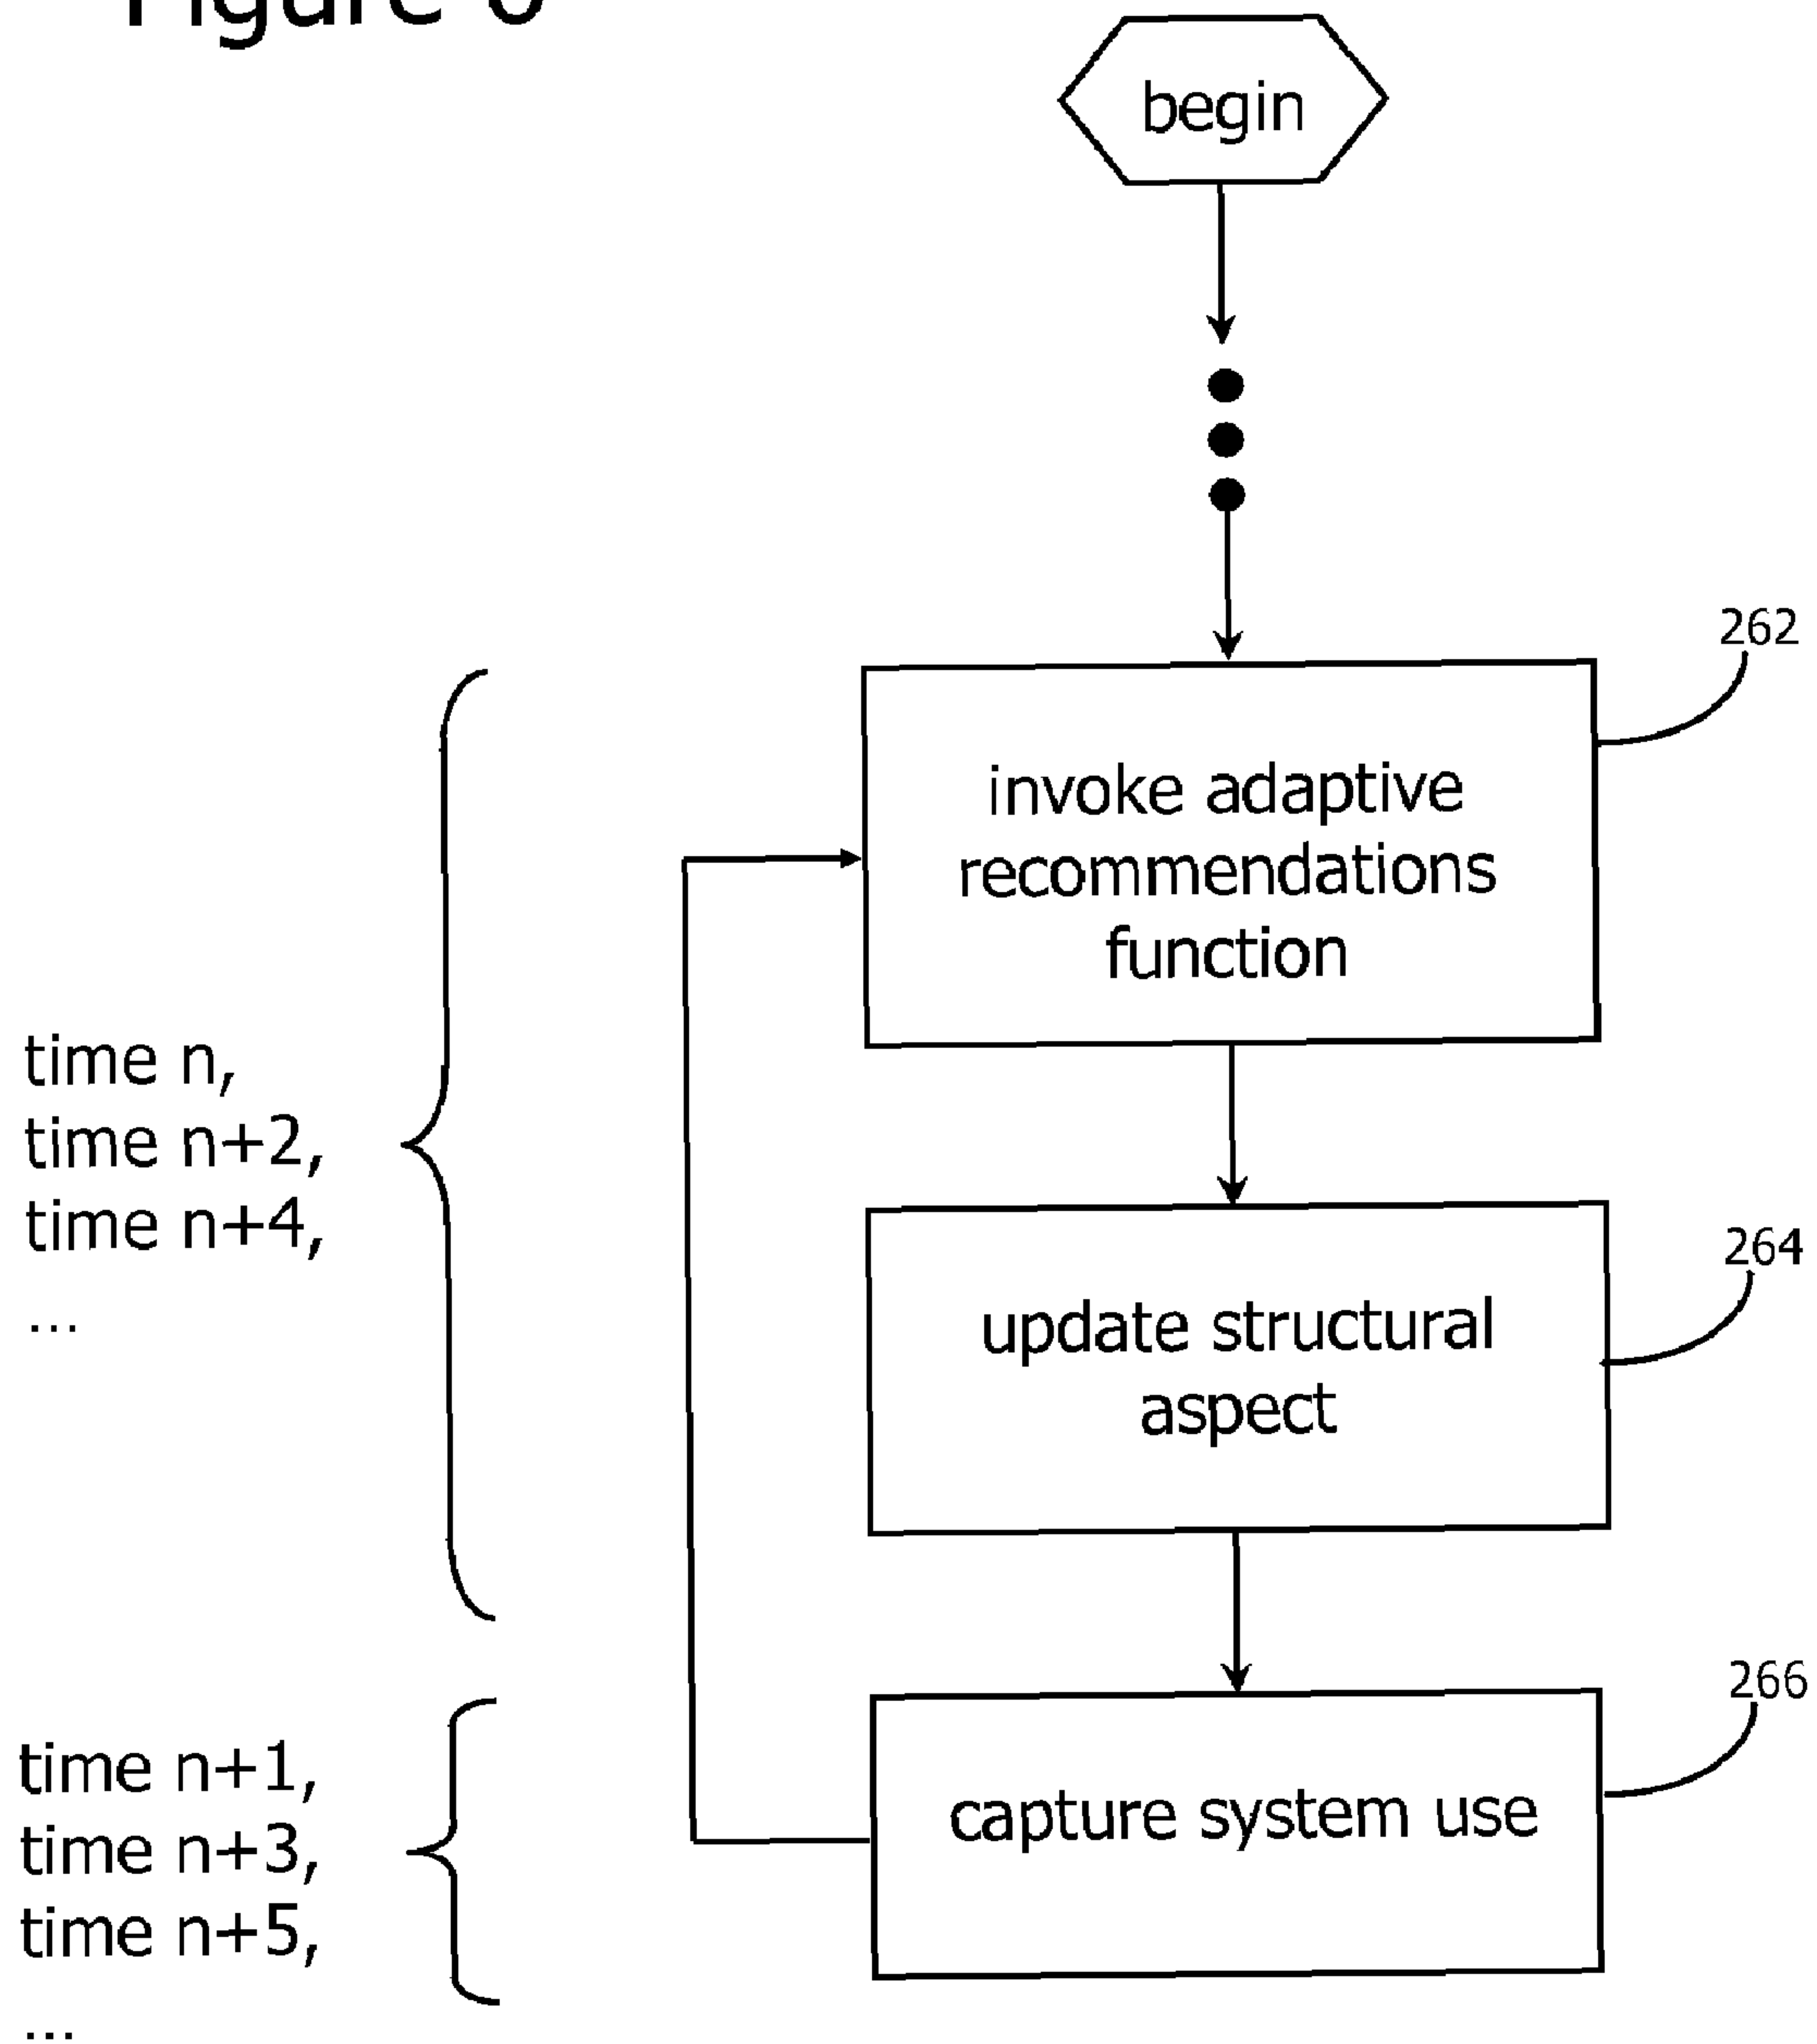 Figure
begin
262
invoke adaptive
recommendations
function
time n,
time n+2,
time n+4,
...
264
update structural
aspect
266
capture system use
time n+1,
time n+3,
time n+5,
...